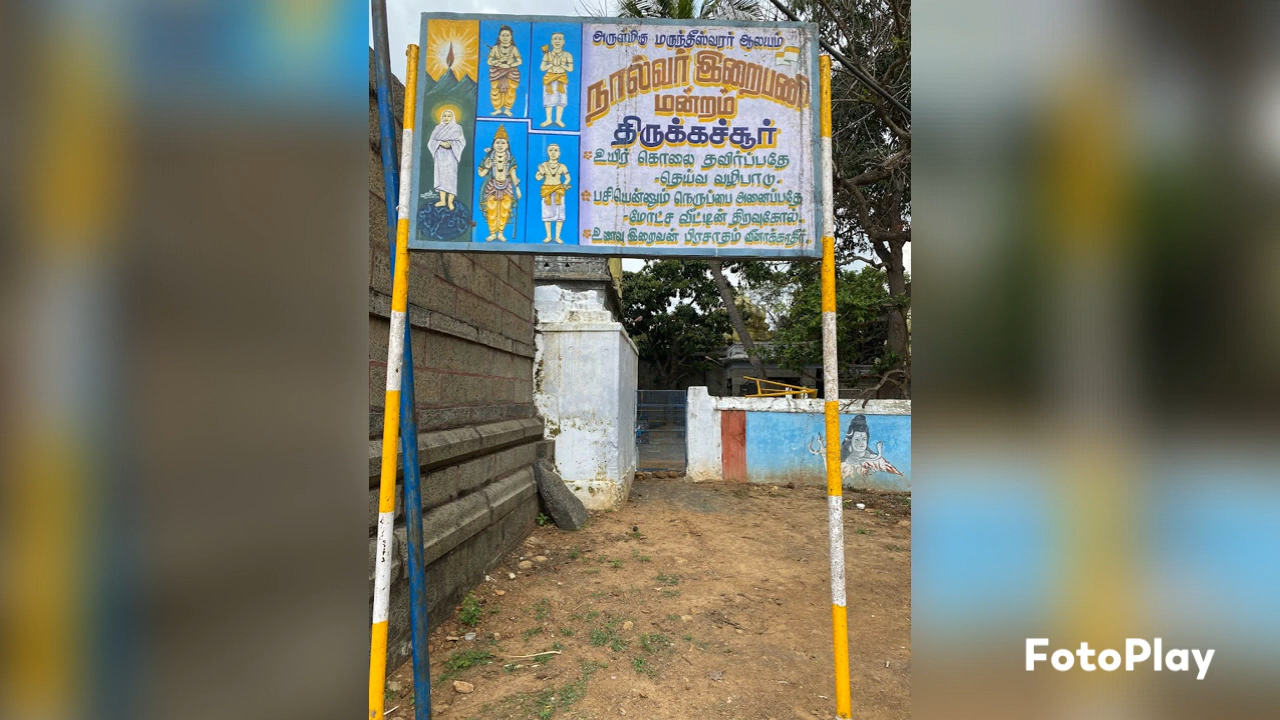 அருள்மிகு மருந்தீஸ்வரர் ஆலயம்
நால்வர் இறைபணி
மன்றம்
திருக்கச்சூர்
உயிர் கொலை தவிர்ப்பதே
-தெய்வ வழிபாடு.
பசியென்னும் நெருப்பை அணைப்பதே
-மோட்ச வீட்டின் திறவுகோல்.
உணவு இறைவன் பிரசாதம் வீணாக்காதீர்
FotoPlay